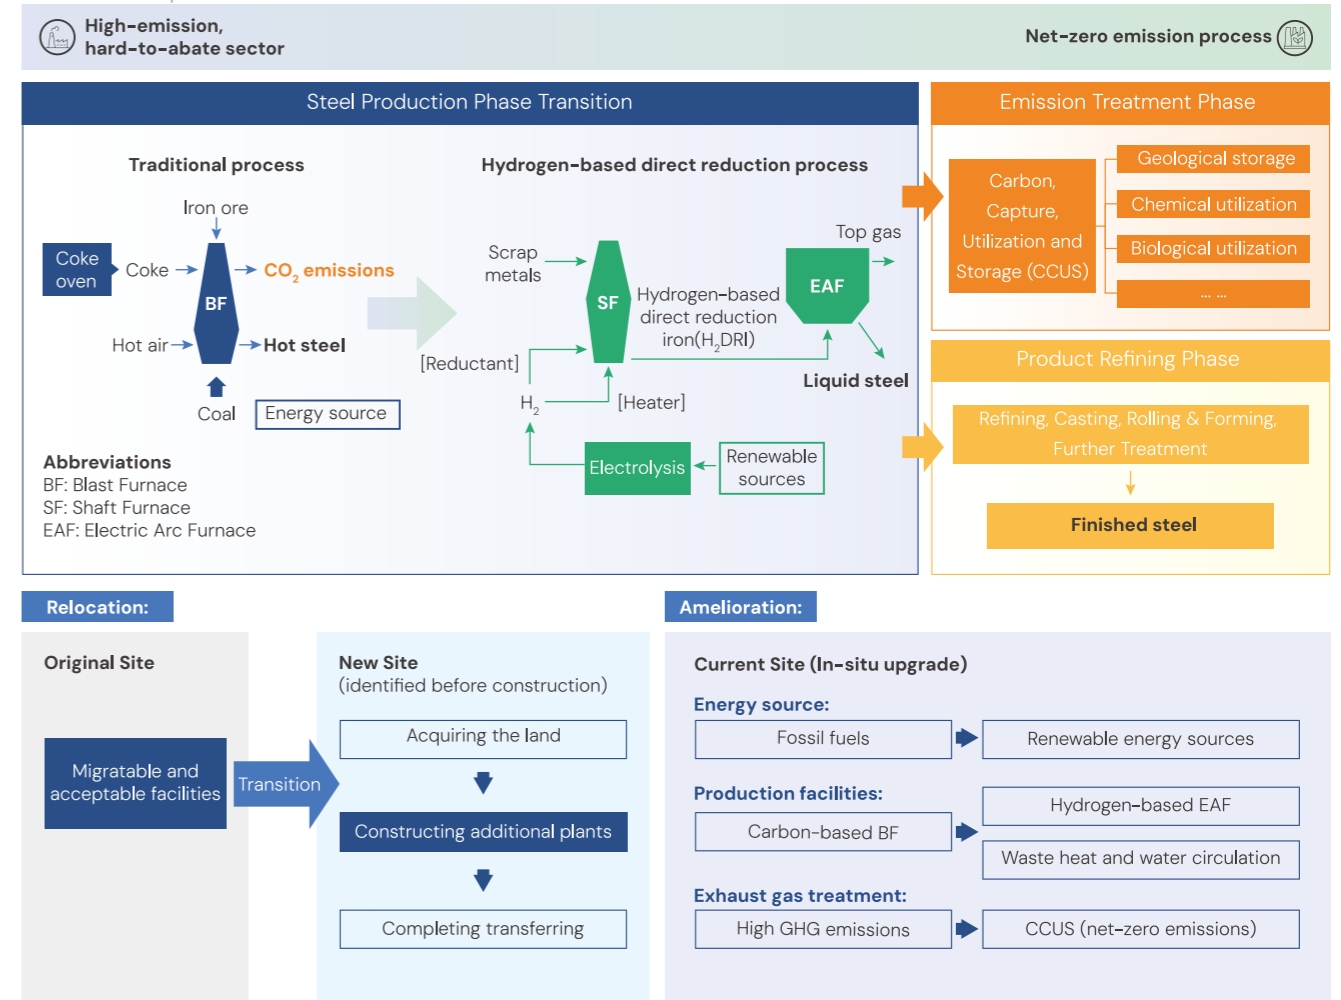 High-emission,
hard-to-abate sector
Net-zero emission process
Steel Production Phase Transition
Traditional process
Iron ore
Coke
oven
Coke
BF
CO₂ emissions
Hot air
Hot steel
Coal
Energy source
Abbreviations
BF: Blast Furnace
SF: Shaft Furnace
EAF: Electric Arc Furnace
Hydrogen-based direct reduction process
Scrap
metals
SF
Hydrogen-based
direct reduction
iron(H₂DRI)
Top gas
EAF
Liquid steel
[Reductant]
H₂
[Heater]
Electrolysis
Renewable
sources
Emission Treatment Phase
Carbon,
Capture,
Utilization and
Storage (CCUS)
Geological storage
Chemical utilization
Biological utilization
... ...
Product Refining Phase
Refining, Casting, Rolling & Forming,
Further Treatment
Finished steel
Relocation:
Original Site
Migratable and
acceptable facilities
Transition
New Site
(identified before construction)
Acquiring the land
Constructing additional plants
Completing transferring
Amelioration:
Current Site (In-situ upgrade)
Energy source:
Fossil fuels
Renewable energy sources
Production facilities:
Carbon-based BF
Hydrogen-based EAF
Waste heat and water circulation
Exhaust gas treatment:
High GHG emissions
CCUS (net-zero emissions)